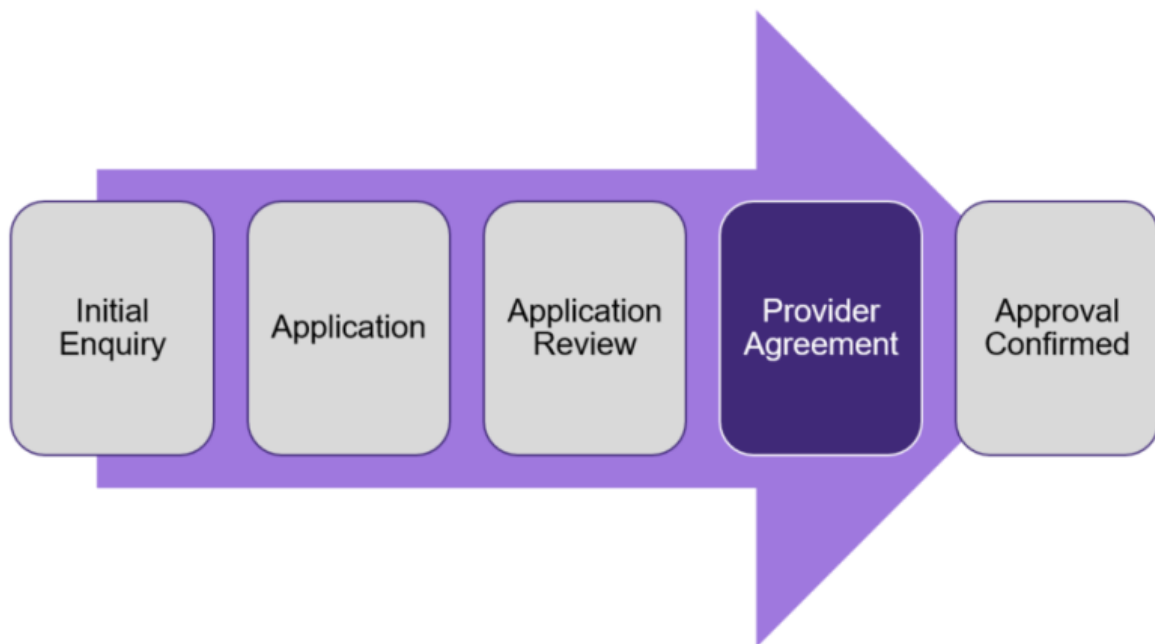 Initial
Enquiry
Application
Application
Review
Provider
Agreement
Approval
Confirmed